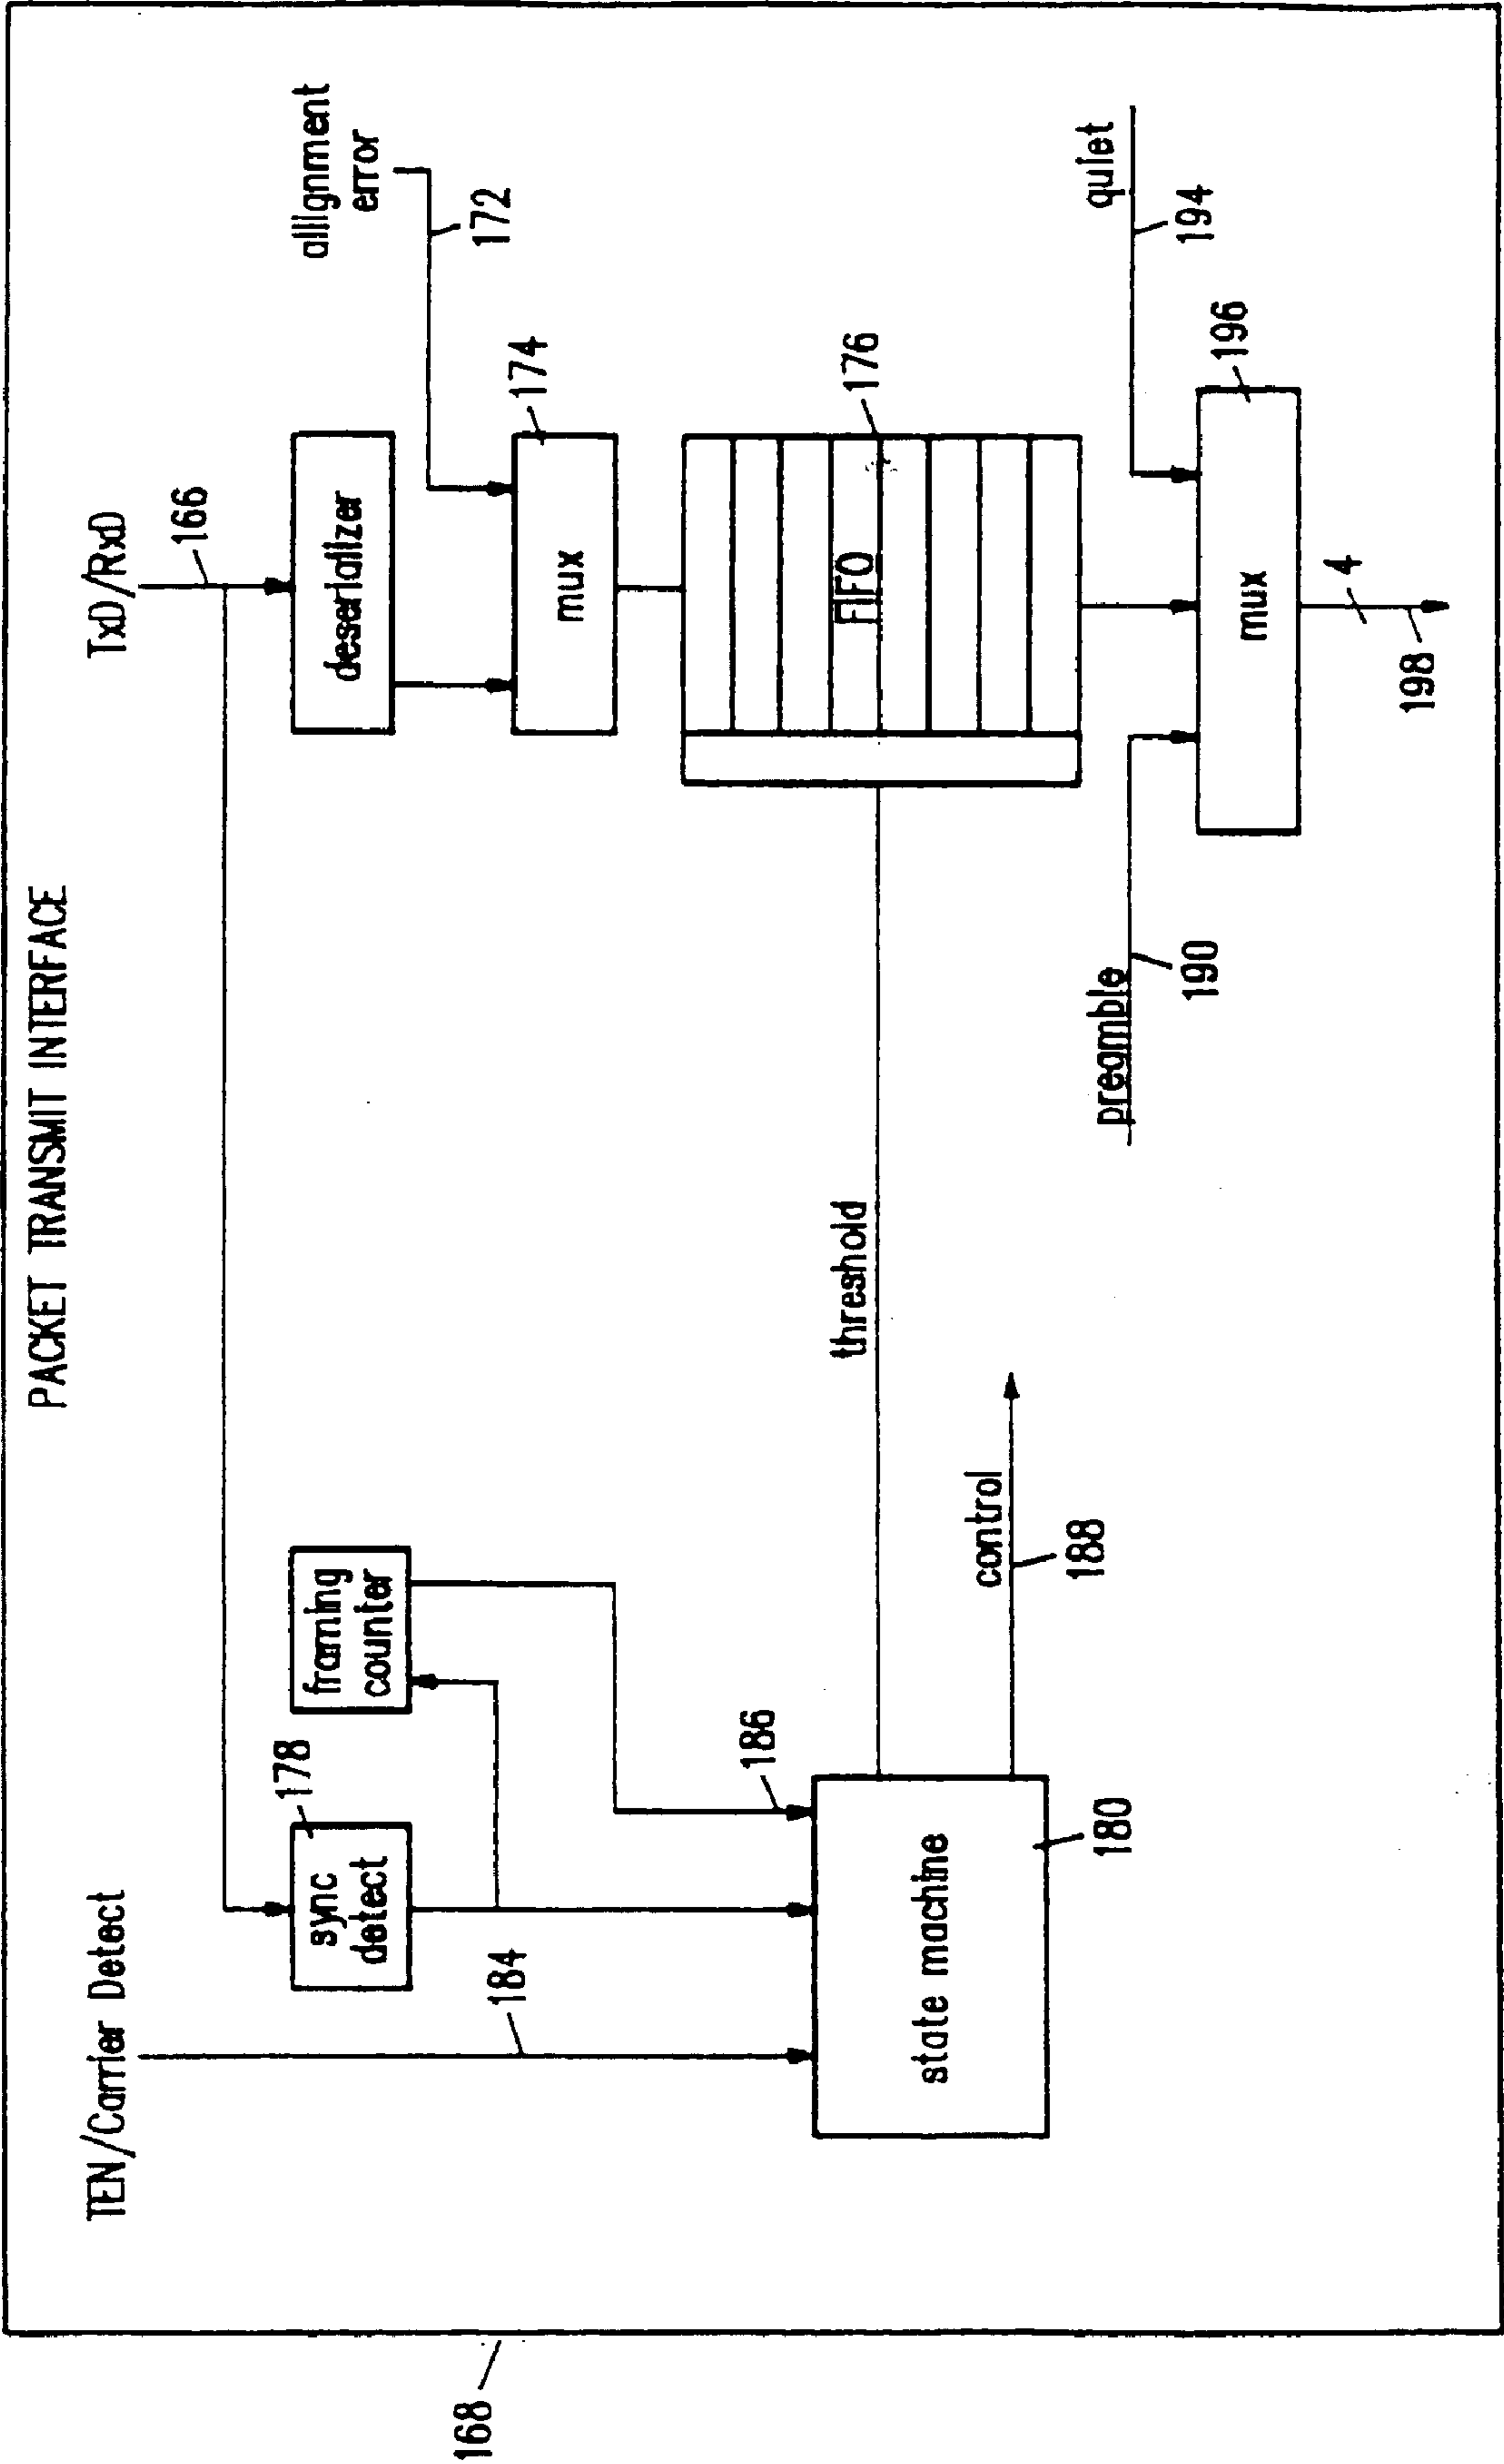 PACKET TRANSMIT INTERFACE
TEN/Carrier Detect
TxD/RxD
166
178
sync
detect
framing
counter
deserializer
allignment
error
172
174
mux
184
186
state machine
180
threshold
control
188
FIFO
176
preamble
190
quiet
194
196
mux
4
198
168